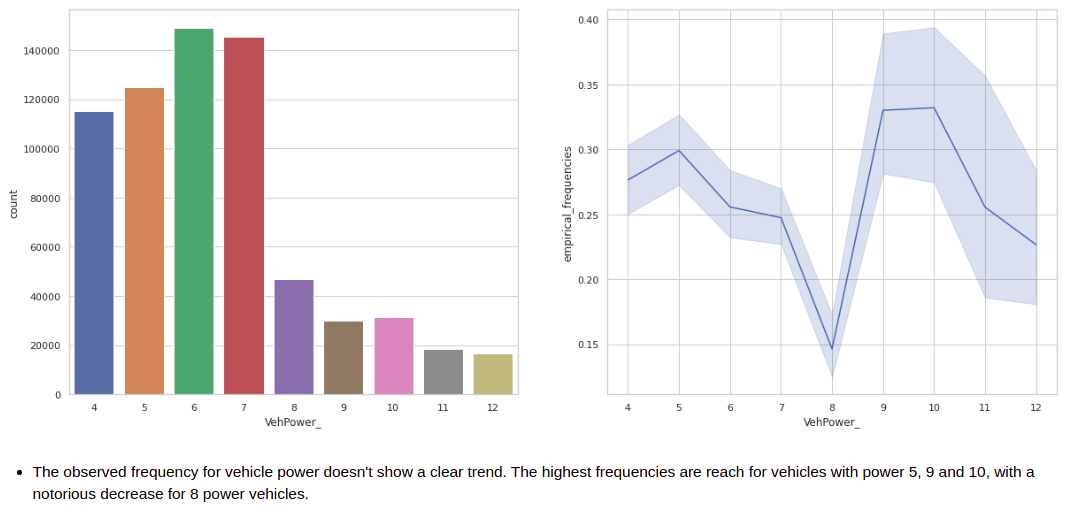 140000
120000
100000
80000
60000
40000
20000
0
count
4 5 6 7 8 9 10 11 12
VehPower_
0.40
0.35
0.30
0.25
0.20
0.15
empirical_frequencies
4 5 6 7 8 9 10 11 12
VehPower_
• The observed frequency for vehicle power doesn't show a clear trend. The highest frequencies are reach for vehicles with power 5, 9 and 10, with a
notorious decrease for 8 power vehicles.